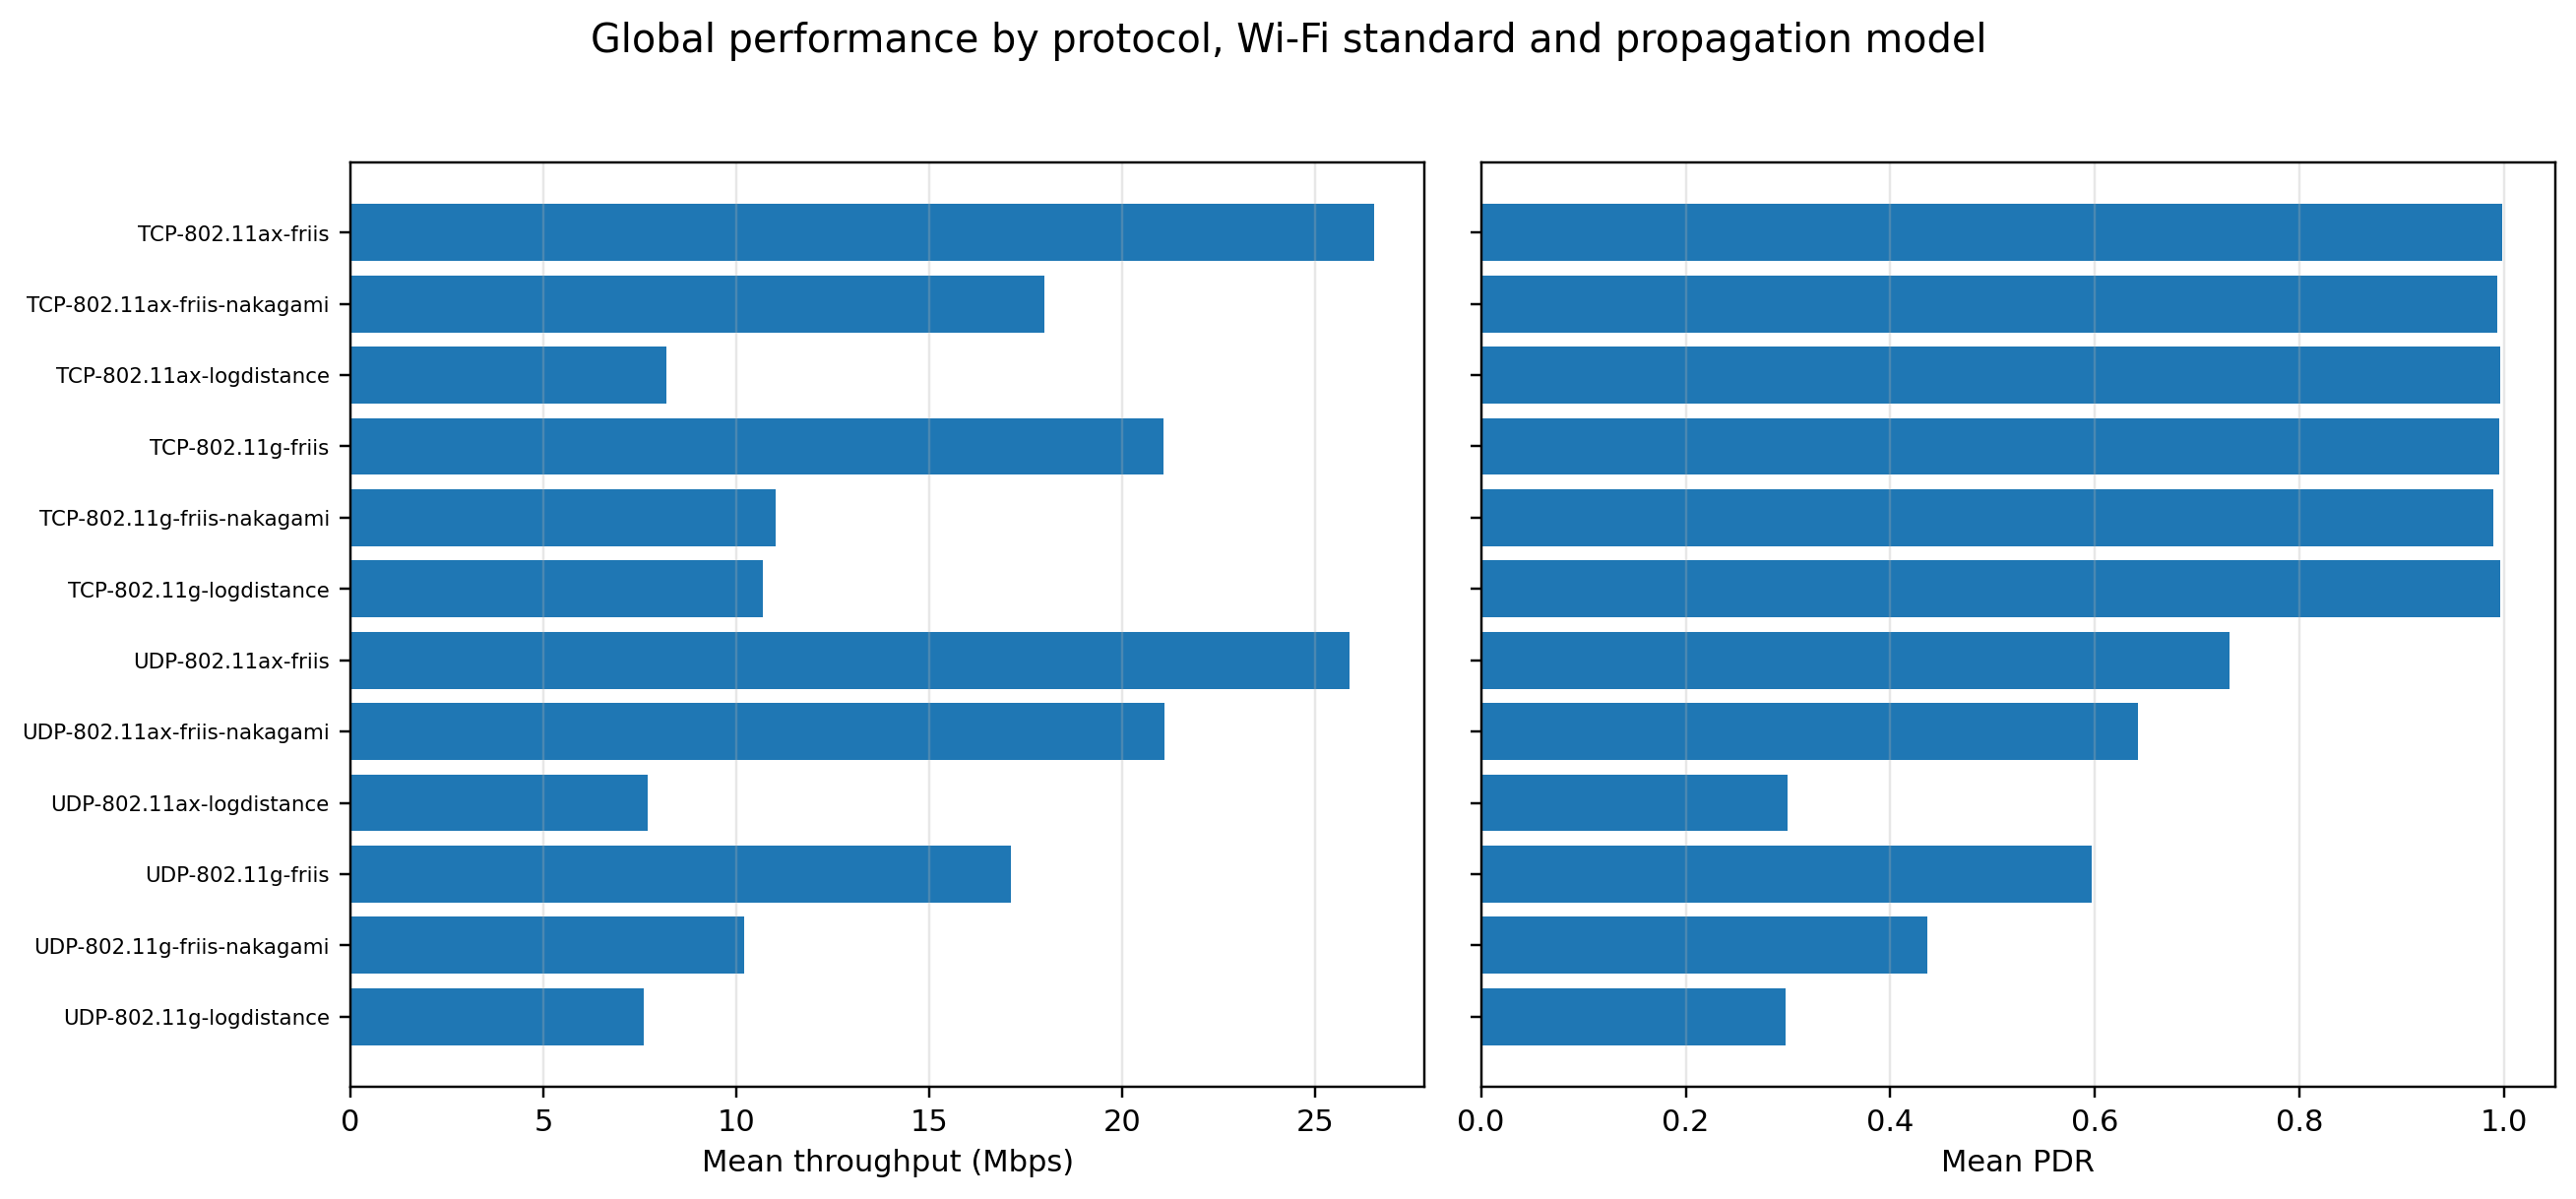 Global performance by protocol, Wi-Fi standard and propagation model
TCP-802.11ax-friis
TCP-802.11ax-friis-nakagami
TCP-802.11ax-logdistance
TCP-802.11g-friis
TCP-802.11g-friis-nakagami
TCP-802.11g-logdistance
UDP-802.11ax-friis
UDP-802.11ax-friis-nakagami
UDP-802.11ax-logdistance
UDP-802.11g-friis
UDP-802.11g-friis-nakagami
UDP-802.11g-logdistance
0 5 10 15 20 25
Mean throughput (Mbps)
0.0 0.2 0.4 0.6 0.8 1.0
Mean PDR